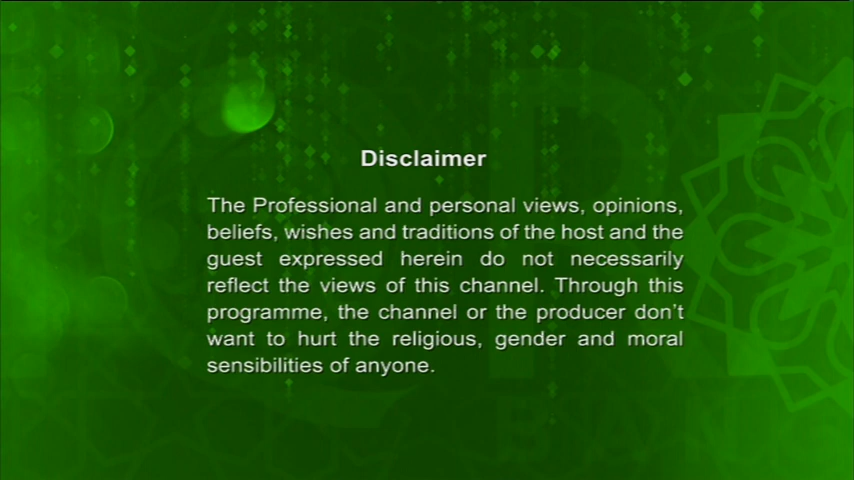 Disclaimer
The Professional and personal views, opinions,
beliefs, wishes and traditions of the host and the
guest expressed herein do not necessarily
reflect the views of this channel. Through this
programme, the channel or the producer don't
want to hurt the religious, gender and moral
sensibilities of anyone.